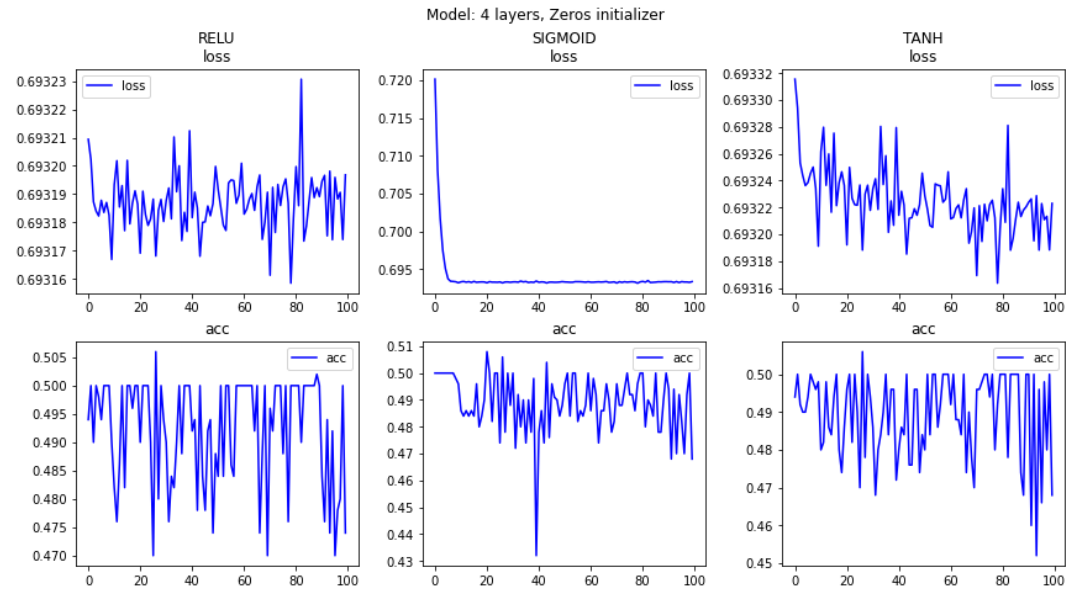 Model: 4 layers, Zeros initializer
RELU
loss
0.69323
0.69322
0.69321
0.69320
0.69319
0.69318
0.69317
0.69316
loss
0 20 40 60 80 100
SIGMOID
loss
0.720
0.715
0.710
0.705
0.700
0.695
loss
0 20 40 60 80 100
TANH
loss
0.69332
0.69330
0.69328
0.69326
0.69324
0.69322
0.69320
0.69318
0.69316
loss
0 20 40 60 80 100
acc
0.505
0.500
0.495
0.490
0.485
0.480
0.475
0.470
acc
0 20 40 60 80 100
acc
0.51
0.50
0.49
0.48
0.47
0.46
0.45
0.44
0.43
acc
0 20 40 60 80 100
acc
0.50
0.49
0.48
0.47
0.46
0.45
acc
0 20 40 60 80 100